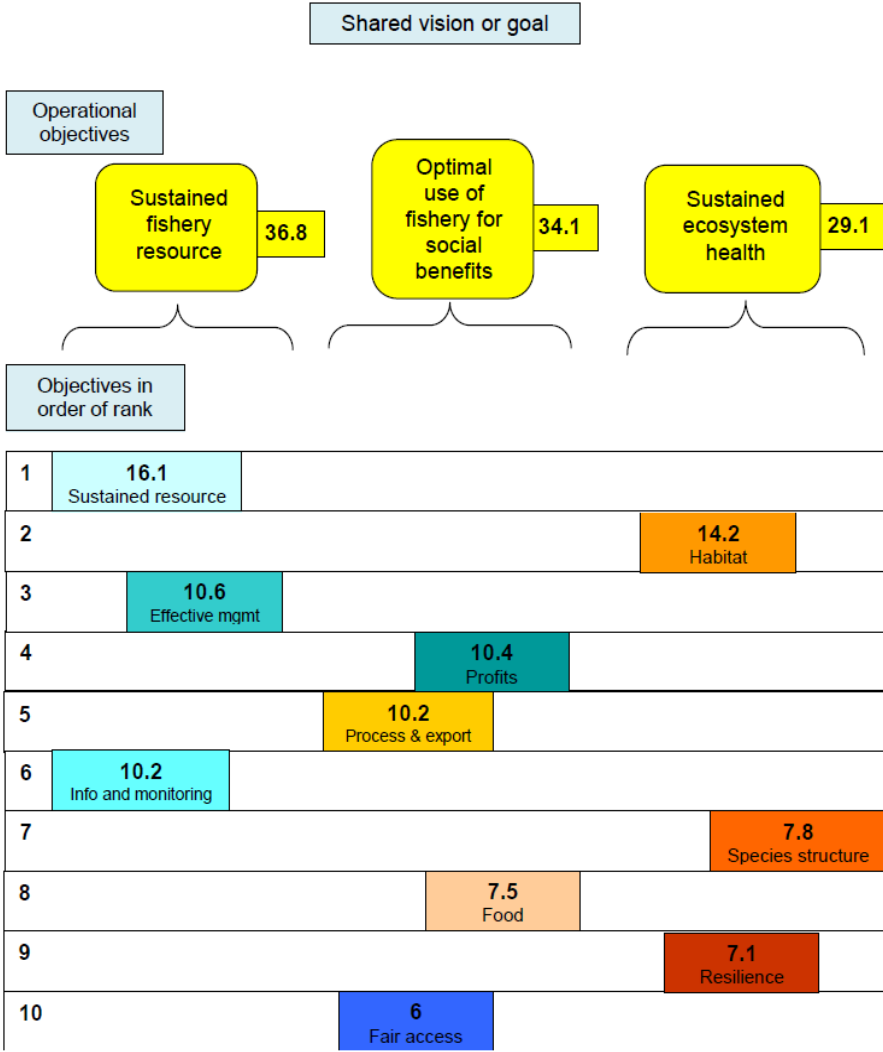 Shared vision or goal
Operational
objectives
Sustained
fishery
resource
36.8
Optimal
use of
fishery for
social
benefits
34.1
Sustained
ecosystem
health
29.1
Objectives in
order of rank
1
16.1
Sustained resource
2
14.2
Habitat
3
10.6
Effective mgmt
4
10.4
Profits
5
10.2
Process & export
6
10.2
Info and monitoring
7
7.8
Species structure
8
7.5
Food
9
7.1
Resilience
10
6
Fair access